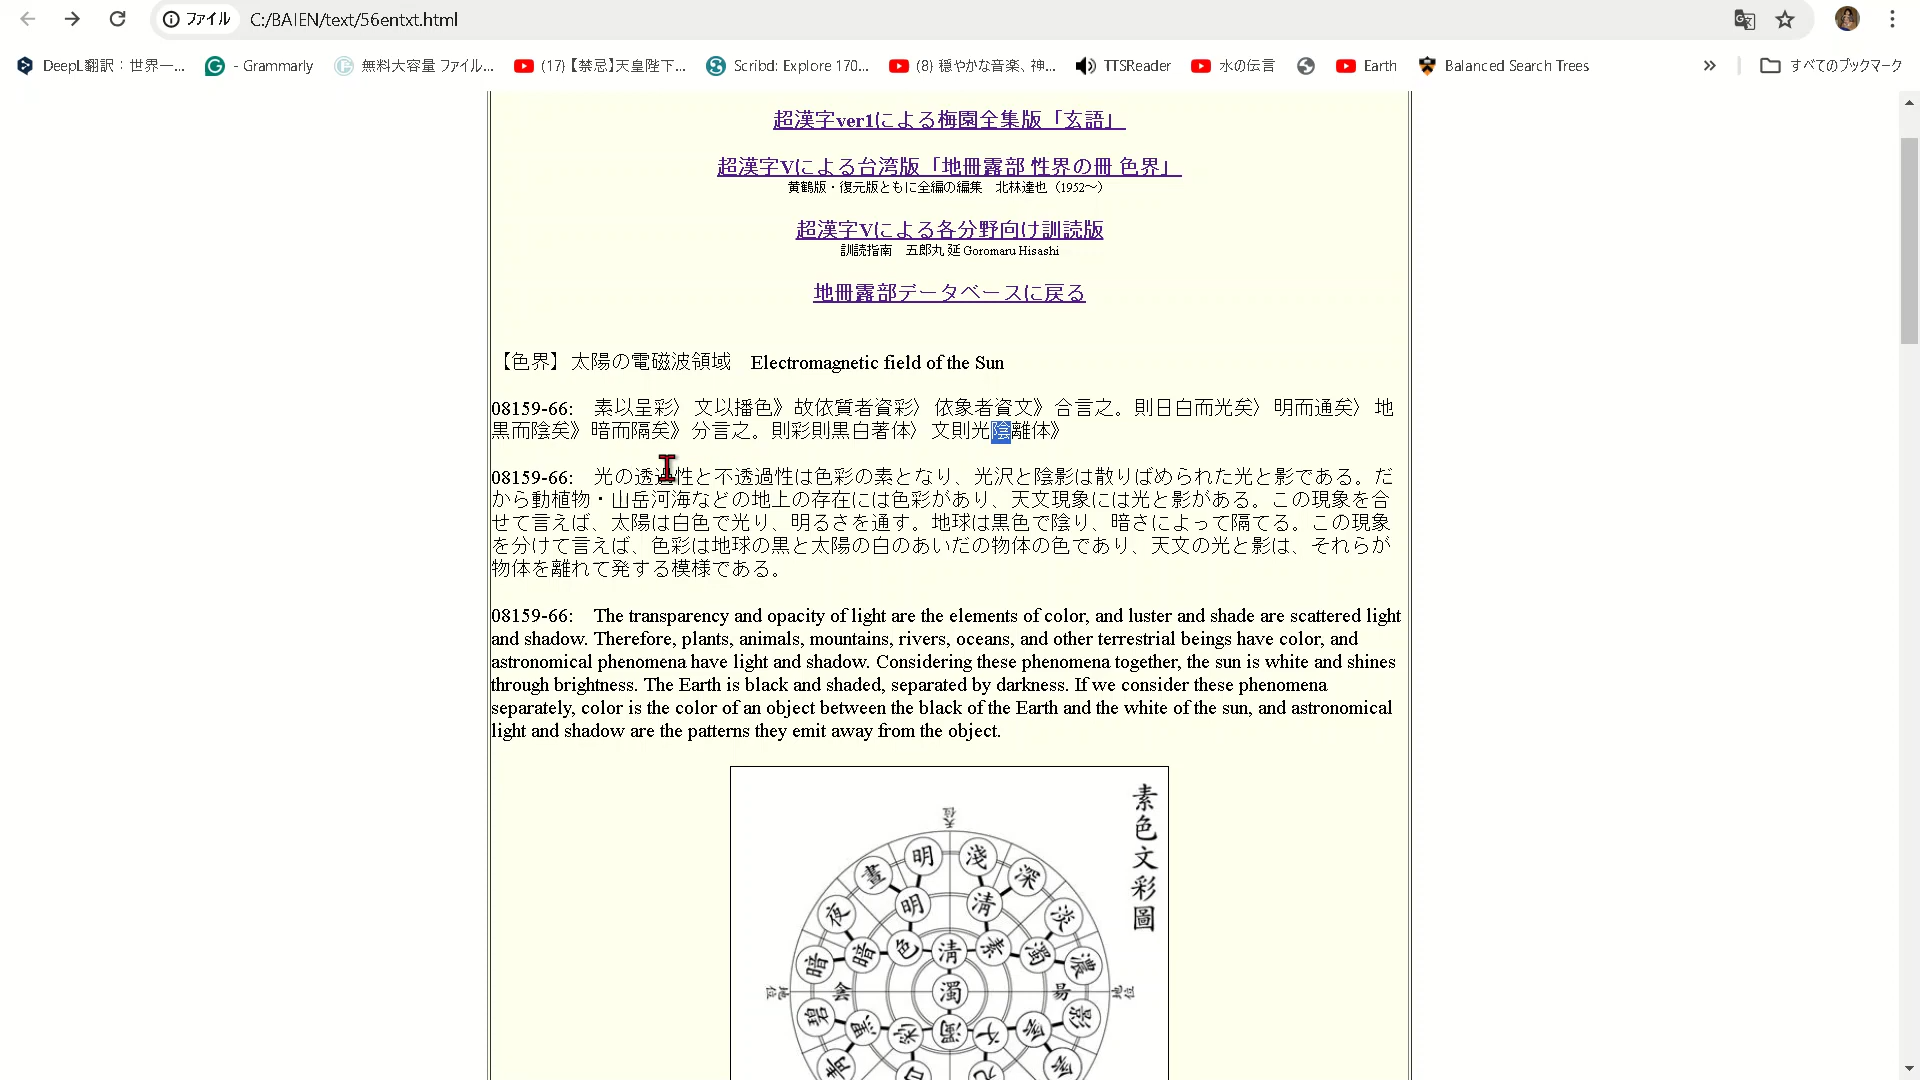 ファイル C:/BAIEN/text/56entxt.html
DeepL翻訳：世界一... - Grammarly 無料大容量 ファイル... (17)【禁忌】天皇陛下... Scribd: Explore 170... (8) 穏やかな音楽、神... TTSReader 水の伝言 Earth Balanced Search Trees » すべてのブックマーク
超漢字ver1による梅園全集版「玄語」
超漢字Vによる台湾版「地冊露部 性界の冊 色界」
黄鶴版・復元版ともに全編の編集　北林達也（1952～）
超漢字Vによる各分野向け訓読版
訓読指南　五郎丸 延 Goromaru Hisashi
地冊露部データベースに戻る
【色界】太陽の電磁波領域　Electromagnetic field of the Sun
08159-66:　素以呈彩〉文以播色》故依質者資彩〉依象者資文》合言之。則日白而光矣〉明而通矣〉地
黒而陰矣》暗而隔矣》分言之。則彩則黒白著体〉文則光陰離体》
08159-66:　光の透過性と不透過性は色彩の素となり、光沢と陰影は散りばめられた光と影である。だ
から動植物・山岳河海などの地上の存在には色彩があり、天文現象には光と影がある。この現象を合
せて言えば、太陽は白色で光り、明るさを通す。地球は黒色で陰り、暗さによって隔てる。この現象
を分けて言えば、色彩は地球の黒と太陽の白のあいだの物体の色であり、天文の光と影は、それらが
物体を離れて発する模様である。
08159-66:　The transparency and opacity of light are the elements of color, and luster and shade are scattered light
and shadow. Therefore, plants, animals, mountains, rivers, oceans, and other terrestrial beings have color, and
astronomical phenomena have light and shadow. Considering these phenomena together, the sun is white and shines
through brightness. The Earth is black and shaded, separated by darkness. If we consider these phenomena
separately, color is the color of an object between the black of the Earth and the white of the sun, and astronomical
light and shadow are the patterns they emit away from the object.
素色文彩圖
天位
明 淺
晝 深
夜 明 清 淡
暗 暗 色 清 素 濁 濃
地位 濁 地位
碧 濁 影
青